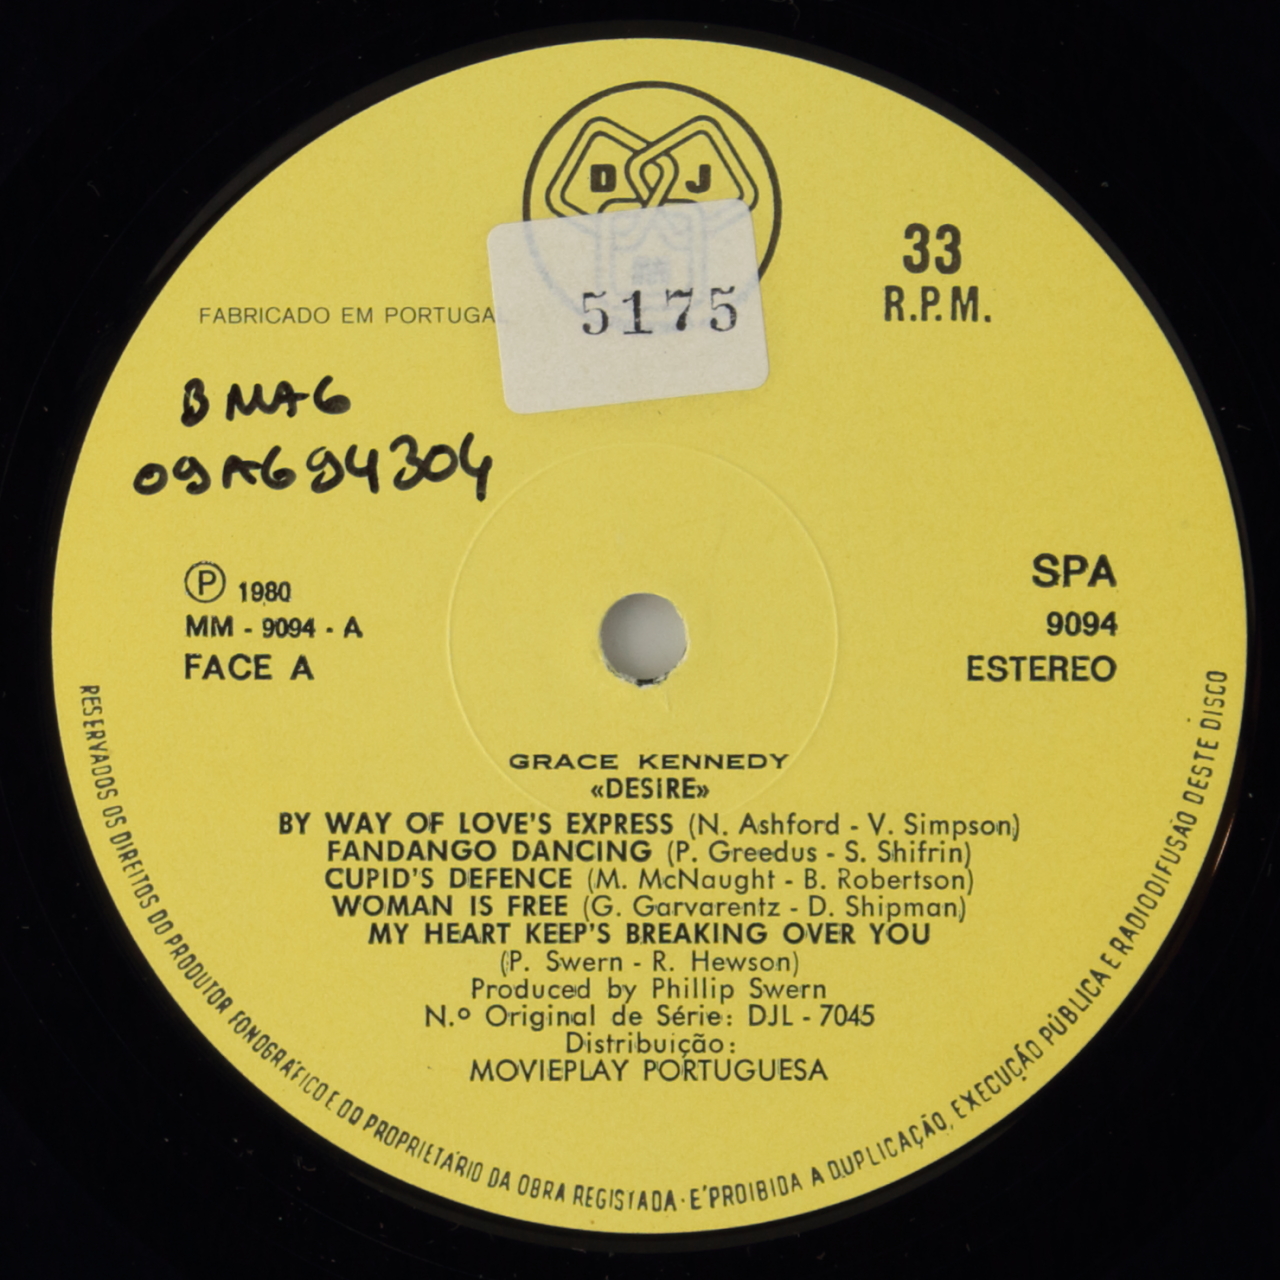 D J
33
R.P.M.
FABRICADO EM PORTUGA
5175
B MAG
09A694304
Ⓟ 1980
MM - 9094 - A
FACE A
SPA
9094
ESTEREO
GRACE KENNEDY
«DESIRE»
BY WAY OF LOVE'S EXPRESS (N. Ashford - V. Simpson)
FANDANGO DANCING (P. Greedus - S. Shifrin)
CUPID'S DEFENCE (M. McNaught - B. Robertson)
WOMAN IS FREE (G. Garvarentz - D. Shipman)
MY HEART KEEP'S BREAKING OVER YOU
(P. Swern - R. Hewson)
Produced by Phillip Swern
N.º Original de Série: DJL - 7045
Distribuição:
MOVIEPLAY PORTUGUESA
RESERVADOS OS DIREITOS DO PRODUTOR FONOGRÁFICO E DO PROPRIETÁRIO DA OBRA REGISTADA · E'PROIBIDA A DUPLICAÇÃO, EXECUÇÃO PÚBLICA E RADIODIFUSÃO DESTE DISCO